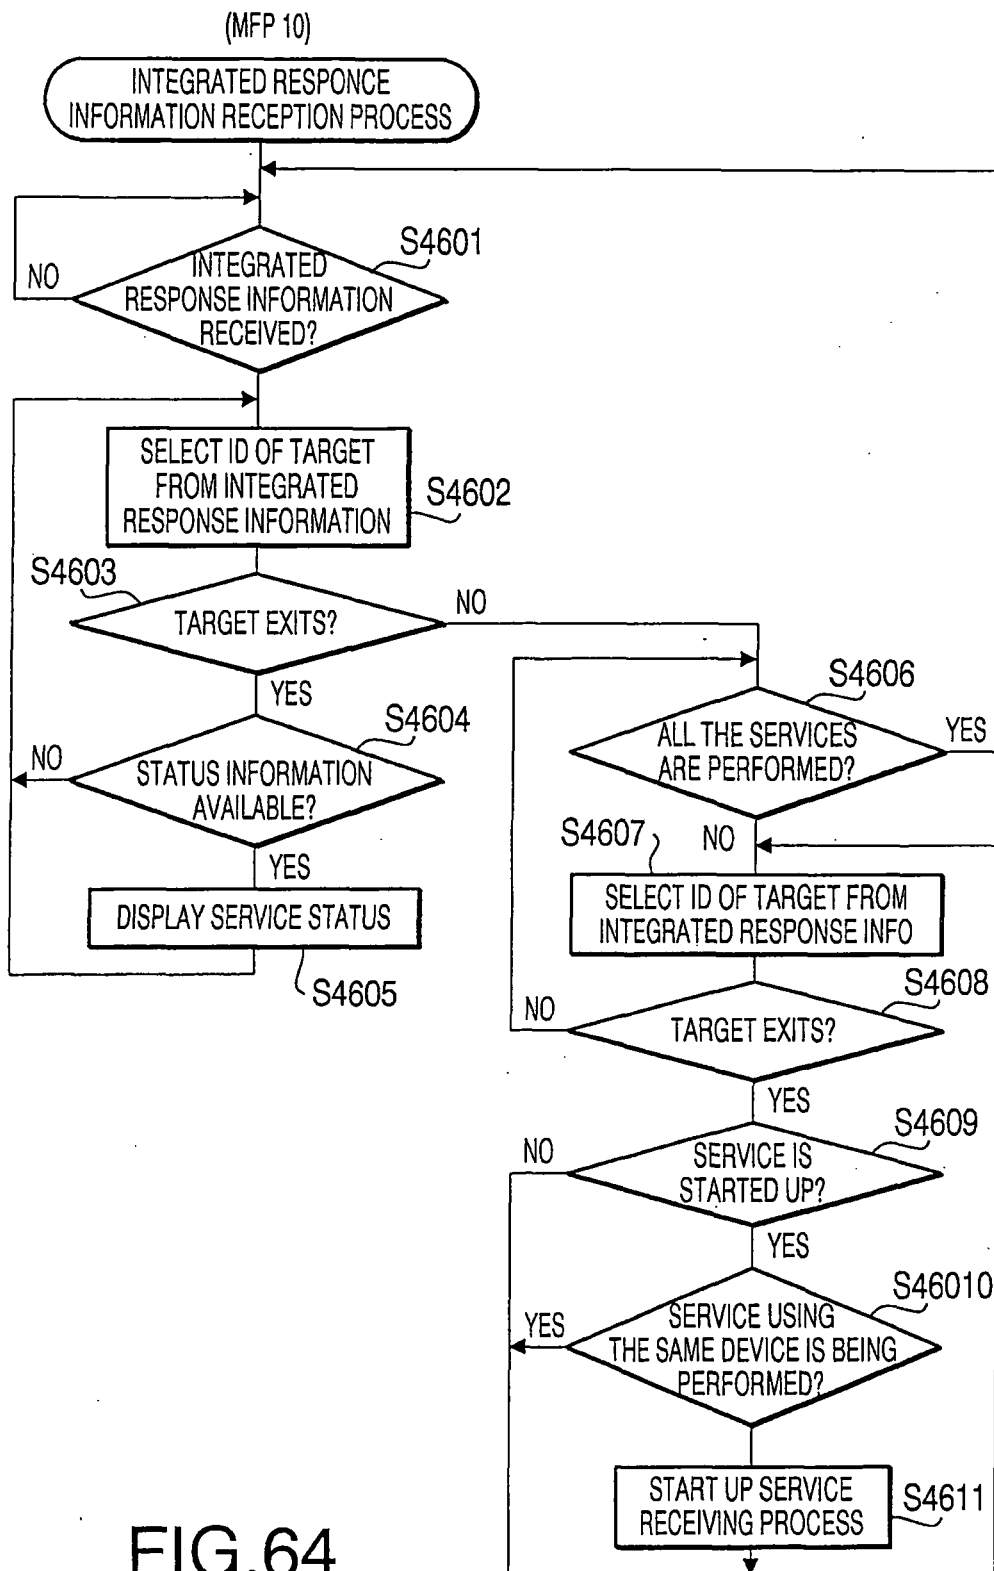 (MFP 10)
INTEGRATED RESPONCE
INFORMATION RECEPTION PROCESS
S4601
INTEGRATED
RESPONSE INFORMATION
RECEIVED?
NO
SELECT ID OF TARGET
FROM INTEGRATED
RESPONSE INFORMATION
S4602
S4603
TARGET EXITS?
NO
YES
S4604
STATUS INFORMATION
AVAILABLE?
NO
YES
DISPLAY SERVICE STATUS
S4605
S4606
ALL THE SERVICES
ARE PERFORMED?
YES
NO
S4607
SELECT ID OF TARGET FROM
INTEGRATED RESPONSE INFO
S4608
TARGET EXITS?
NO
YES
S4609
SERVICE IS
STARTED UP?
NO
YES
S46010
SERVICE USING
THE SAME DEVICE IS BEING
PERFORMED?
YES
START UP SERVICE
RECEIVING PROCESS
S4611
FIG.64